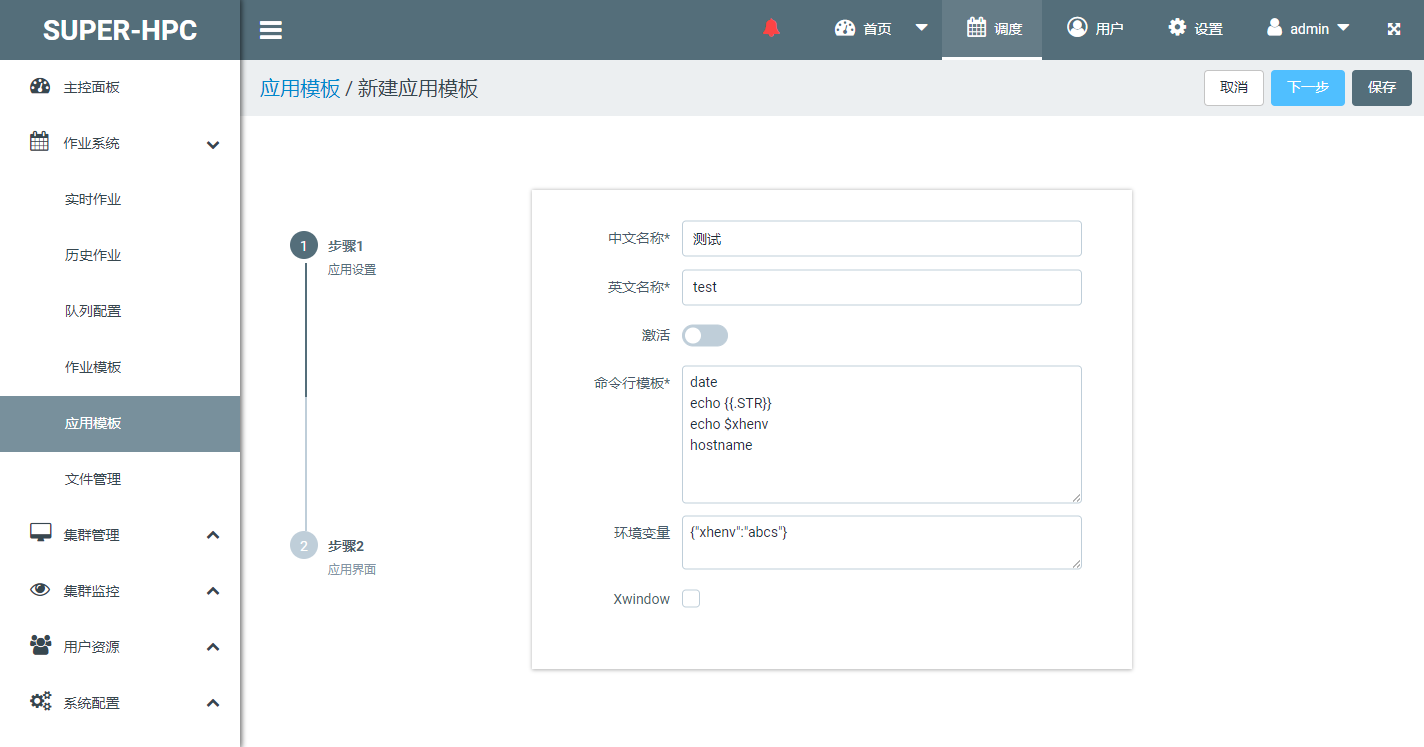 SUPER-HPC
首页
调度
用户
设置
admin
主控面板
作业系统
实时作业
历史作业
队列配置
作业模板
应用模板
文件管理
集群管理
集群监控
用户资源
系统配置
应用模板 / 新建应用模板
取消
下一步
保存
1
步骤1
应用设置
2
步骤2
应用界面
中文名称*
测试
英文名称*
test
激活
命令行模板*
date
echo {{.STR}}
echo $xhenv
hostname
环境变量
{"xhenv":"abcs"}
Xwindow